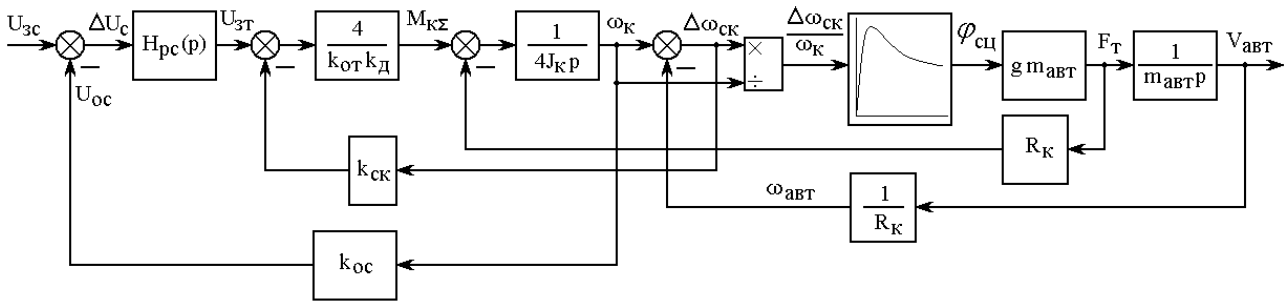 U_зс
ΔU_с
H_рс(p)
U_зт
4
k_от k_д
M_КΣ
1
4J_К p
ω_К
Δω_ск
×
÷
Δω_ск
ω_К
φ_сц
g m_авт
F_Т
1
m_авт p
V_авт
−
−
−
−
U_ос
k_ск
R_К
ω_авт
1
R_К
k_ос